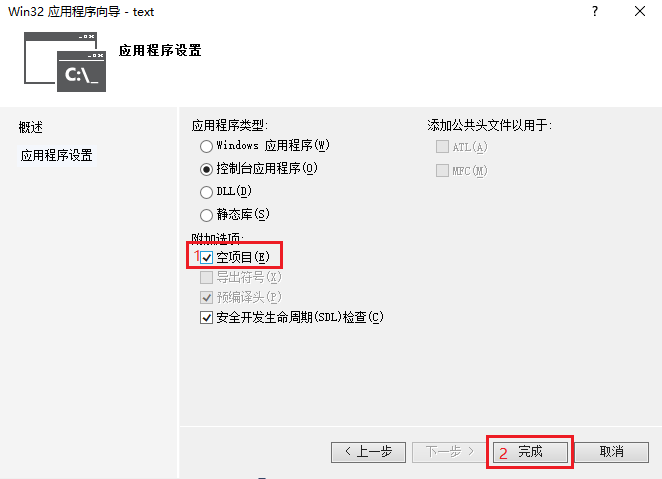 Win32 应用程序向导 - text
?
应用程序设置
C:\_
概述
应用程序设置
应用程序类型:
Windows 应用程序(W)
控制台应用程序(O)
DLL(D)
静态库(S)
附加选项:
1 空项目(E)
导出符号(X)
预编译头(P)
安全开发生命周期(SDL)检查(C)
添加公共头文件以用于:
ATL(A)
MFC(M)
< 上一步
下一步 >
2 完成
取消